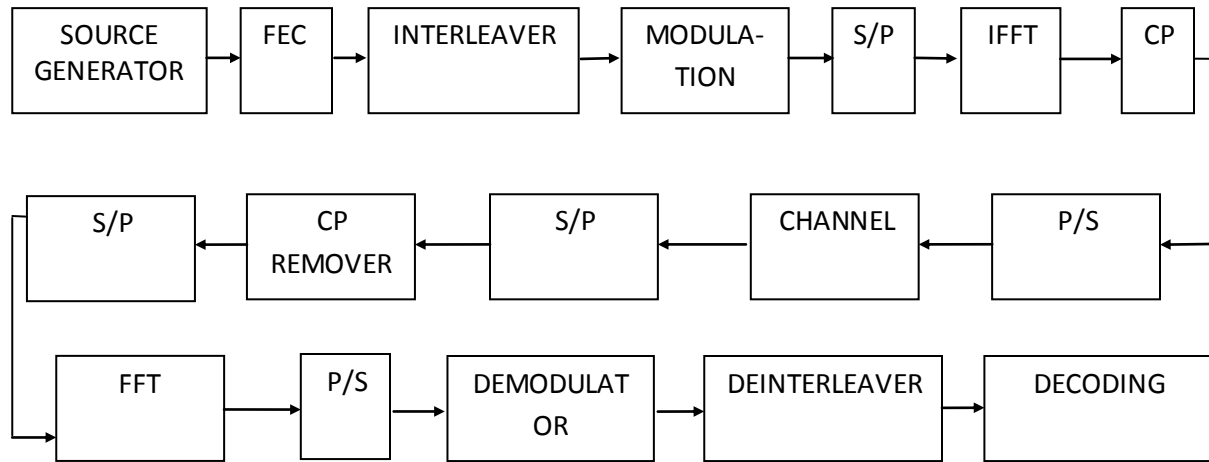 SOURCE
GENERATOR
FEC
INTERLEAVER
MODULA-
TION
S/P
IFFT
CP
S/P
CP
REMOVER
S/P
CHANNEL
P/S
FFT
P/S
DEMODULAT
OR
DEINTERLEAVER
DECODING